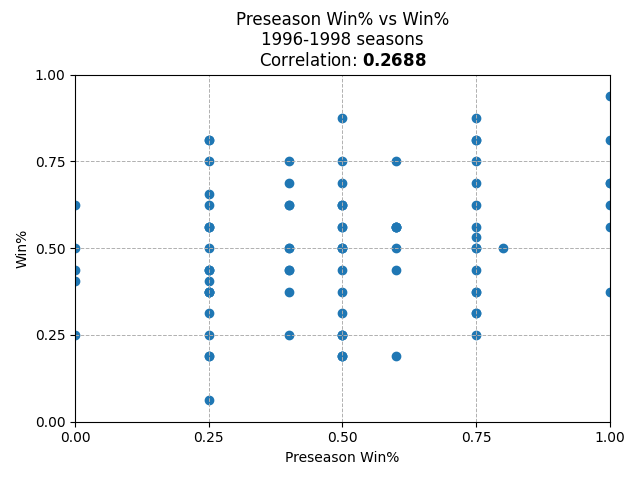 Preseason Win% vs Win%
1996-1998 seasons
Correlation: 0.2688
1.00
0.75
0.50
0.25
0.00
Win%
0.00 0.25 0.50 0.75 1.00
Preseason Win%